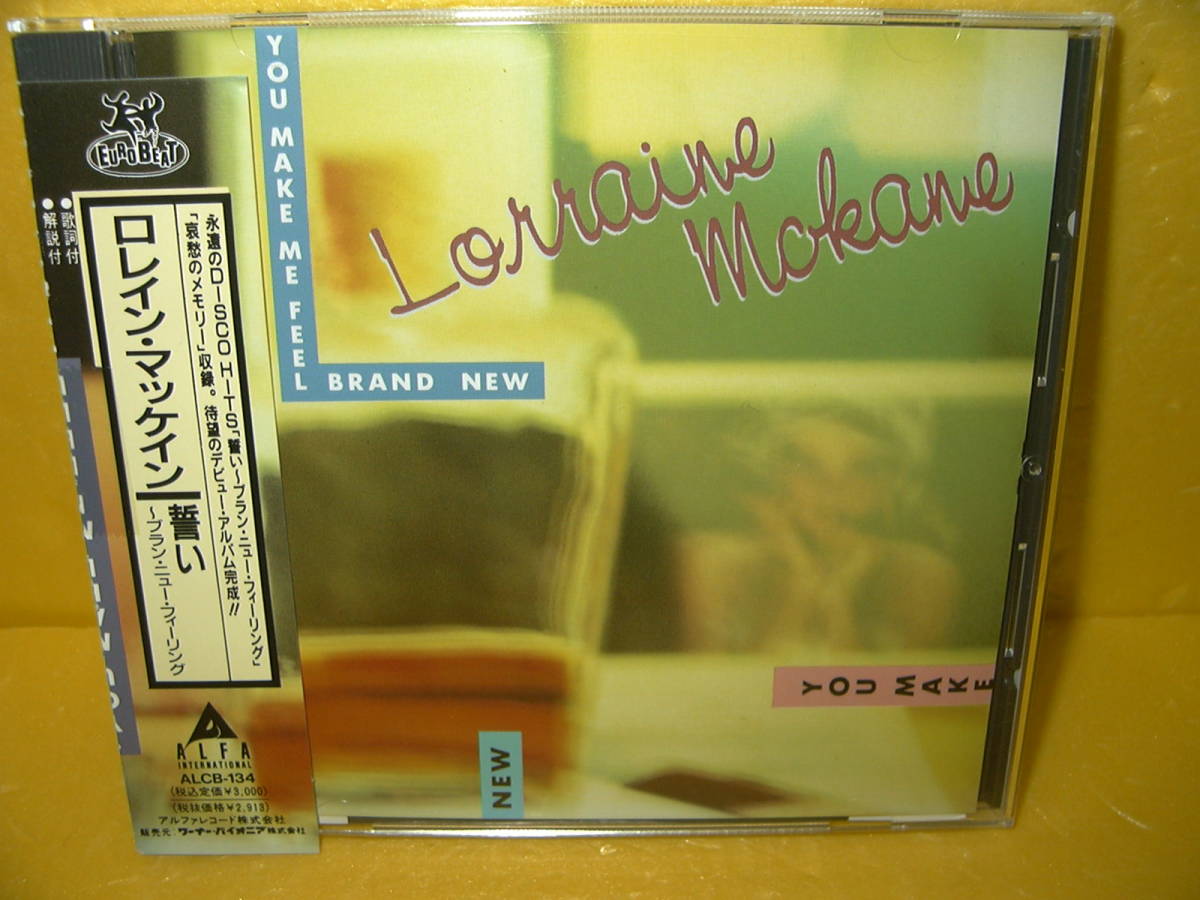 EUROBEAT
●歌詞付
●解説付
永遠のDISCO HITS「誓い～ブラン・ニュー・フィーリング」
「哀愁のメモリー」収録。待望のデビュー・アルバム完成!!
ロレイン・マッケイン
誓い
～ブラン・ニュー・フィーリング
ALFA
INTERNATIONAL
ALCB-134
(税込定価¥3,000)
(税抜価格¥2,913)
アルファレコード株式会社
販売元:ワーナー・パイオニア株式会社
YOU MAKE ME FEEL
BRAND NEW
Lorraine
Mckane
YOU MAKE
NEW